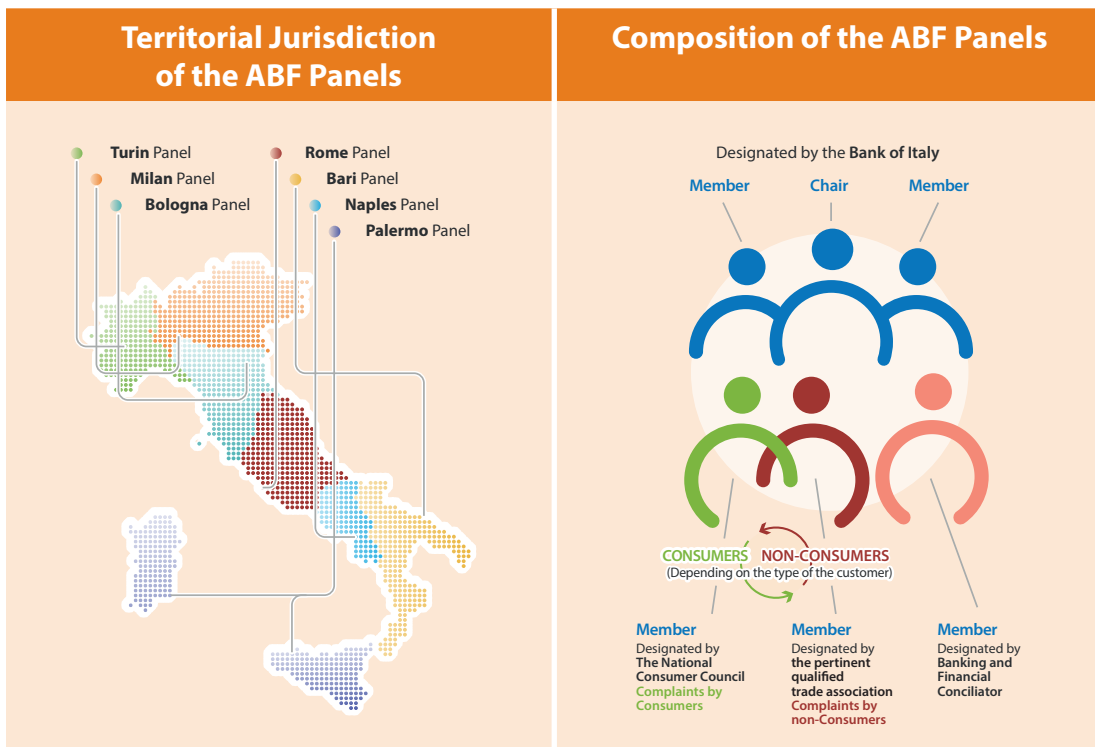 Territorial Jurisdiction
of the ABF Panels
Turin Panel
Milan Panel
Bologna Panel
Rome Panel
Bari Panel
Naples Panel
Palermo Panel
Composition of the ABF Panels
Designated by the Bank of Italy
Member
Chair
Member
CONSUMERS
NON-CONSUMERS
(Depending on the type of the customer)
Member
Designated by
The National
Consumer Council
Complaints by
Consumers
Member
Designated by
the pertinent
qualified
trade association
Complaints by
non-Consumers
Member
Designated by
Banking and
Financial
Conciliator